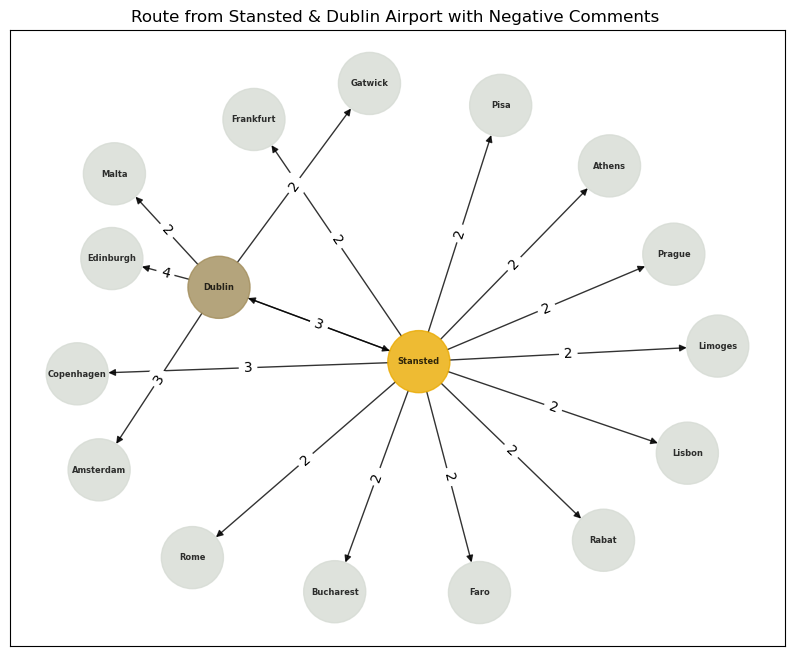 Route from Stansted & Dublin Airport with Negative Comments
Gatwick
Pisa
Frankfurt
Athens
Malta
2
2
2
2
Edinburgh
4
2
Prague
Dublin
2
2
3
Limoges
2
Stansted
3
Copenhagen
3
2
Lisbon
2
Amsterdam
2
2
2
2
Rabat
Rome
Bucharest
Faro